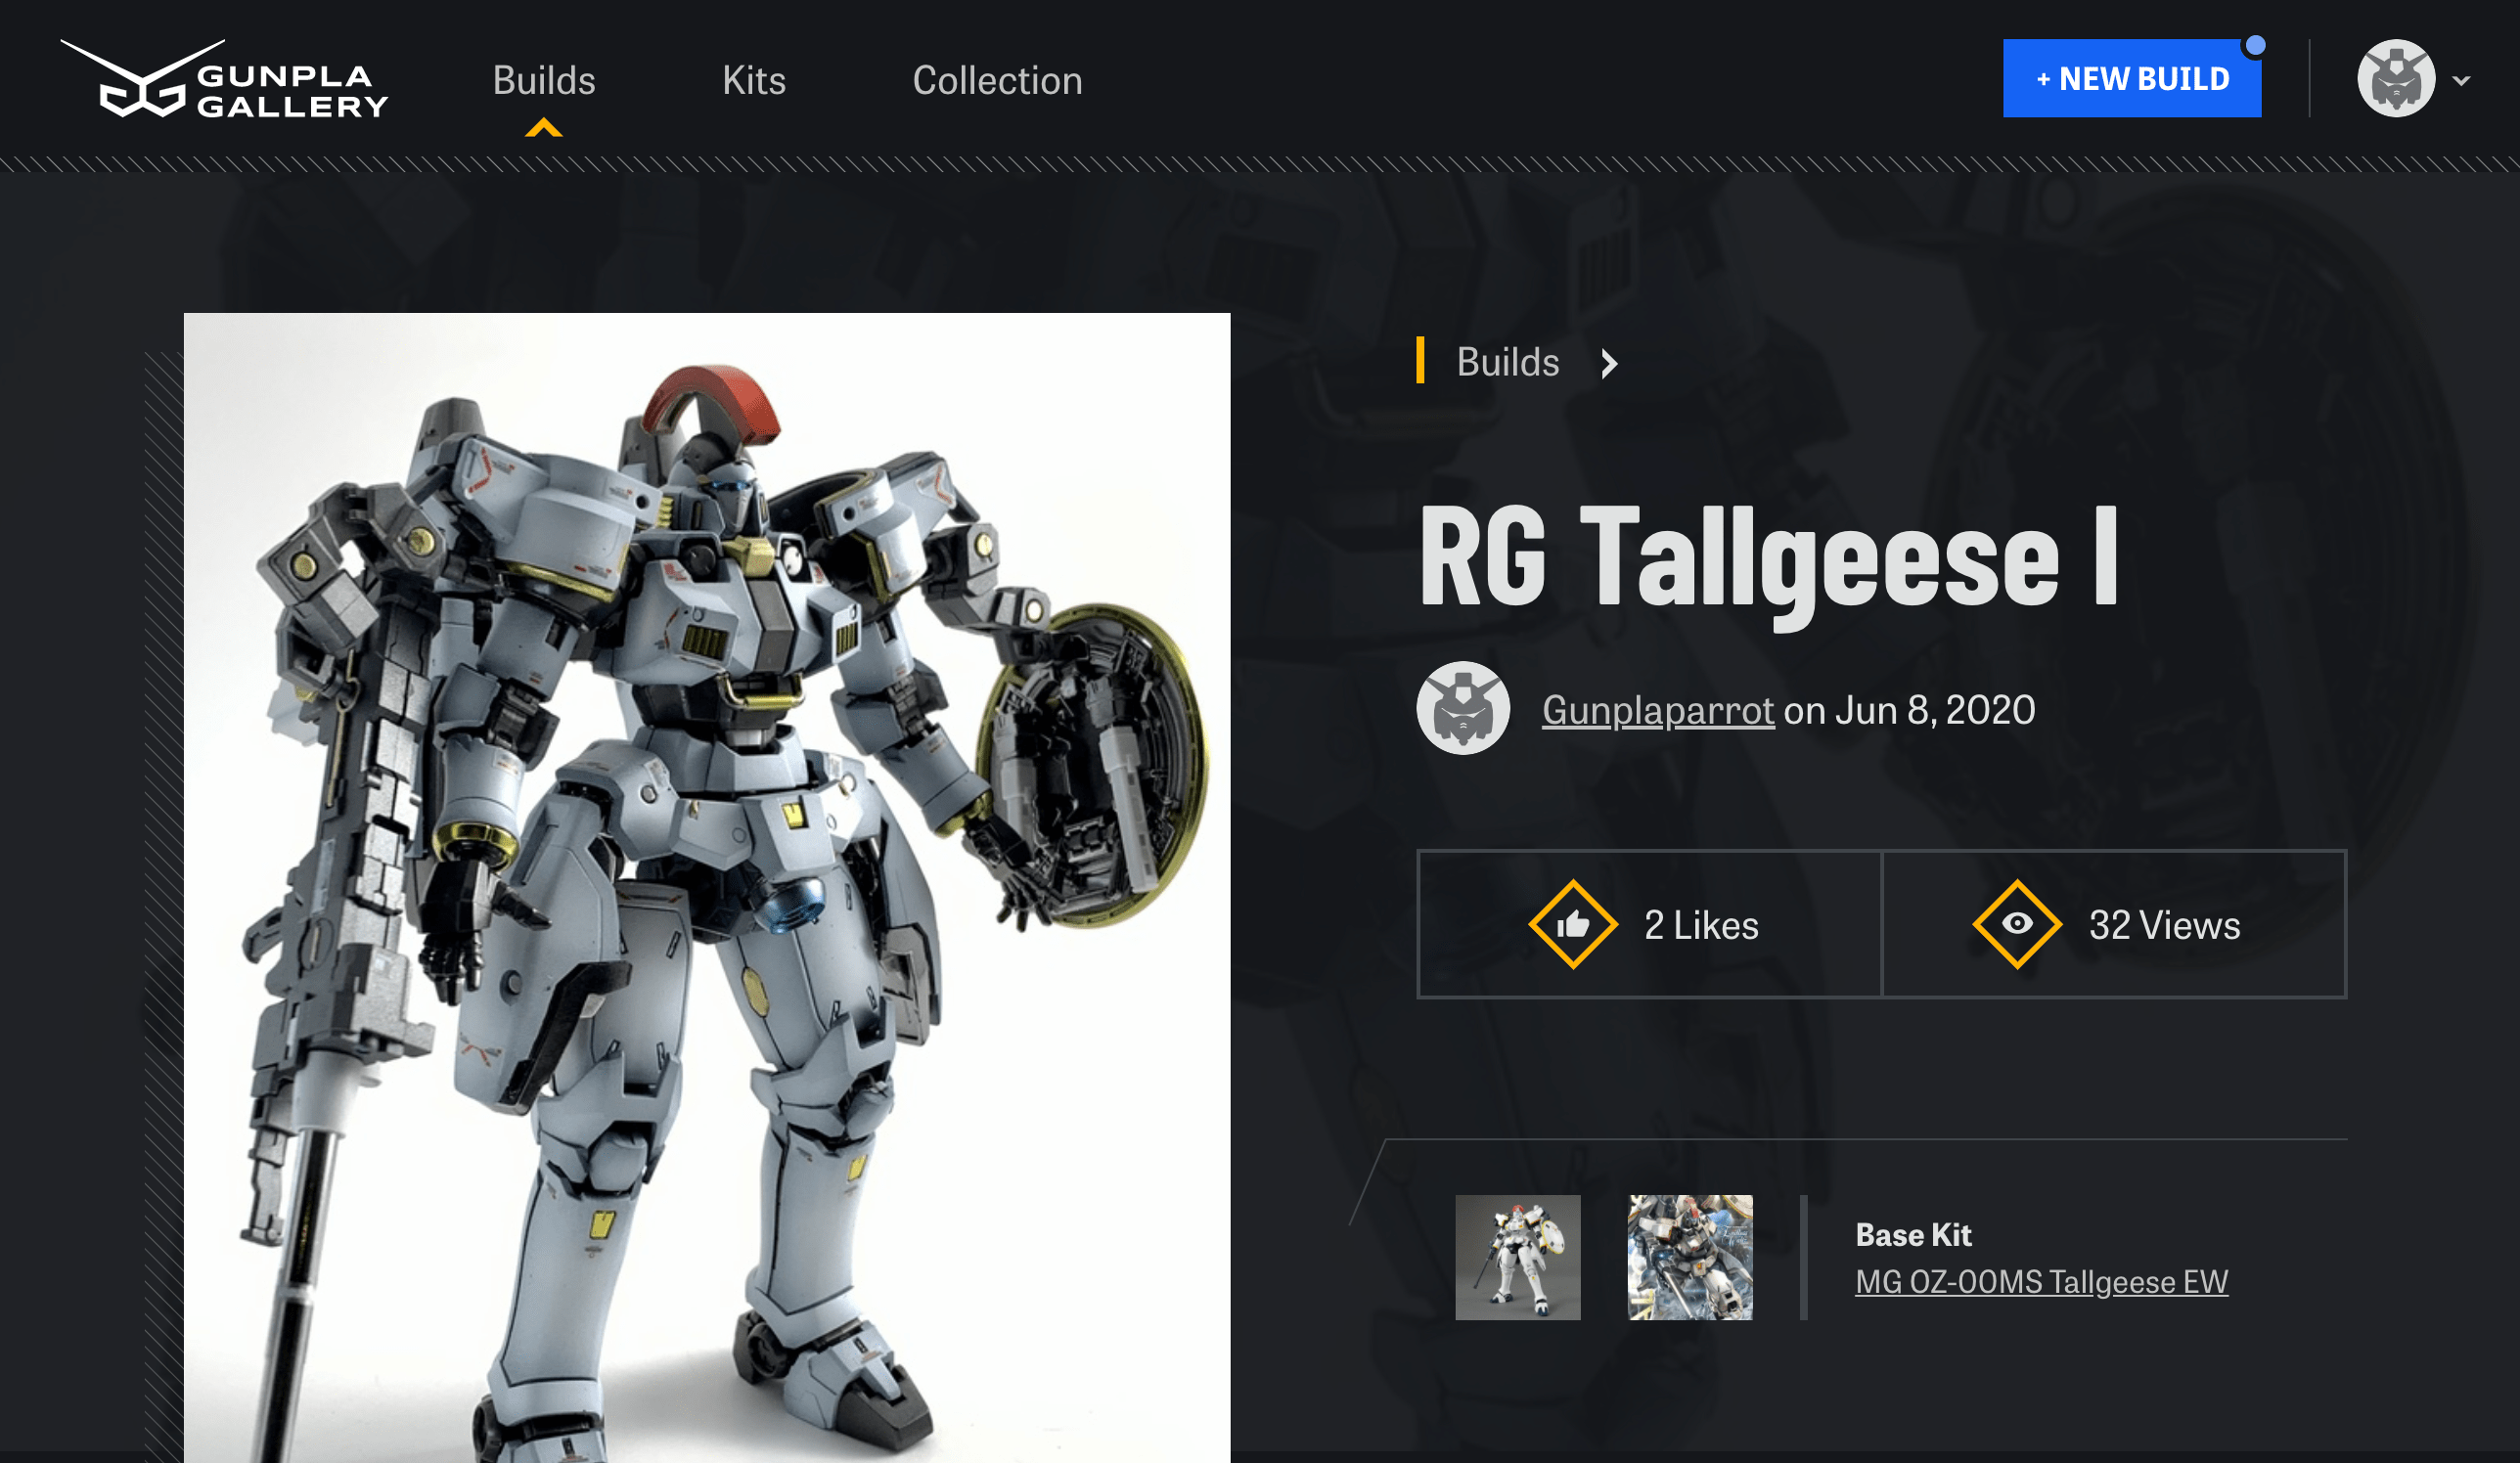 GUNPLA
GALLERY
Builds
Kits
Collection
+ NEW BUILD
Builds
RG Tallgeese I
Gunplaparrot on Jun 8, 2020
2 Likes
32 Views
Base Kit
MG OZ-00MS Tallgeese EW